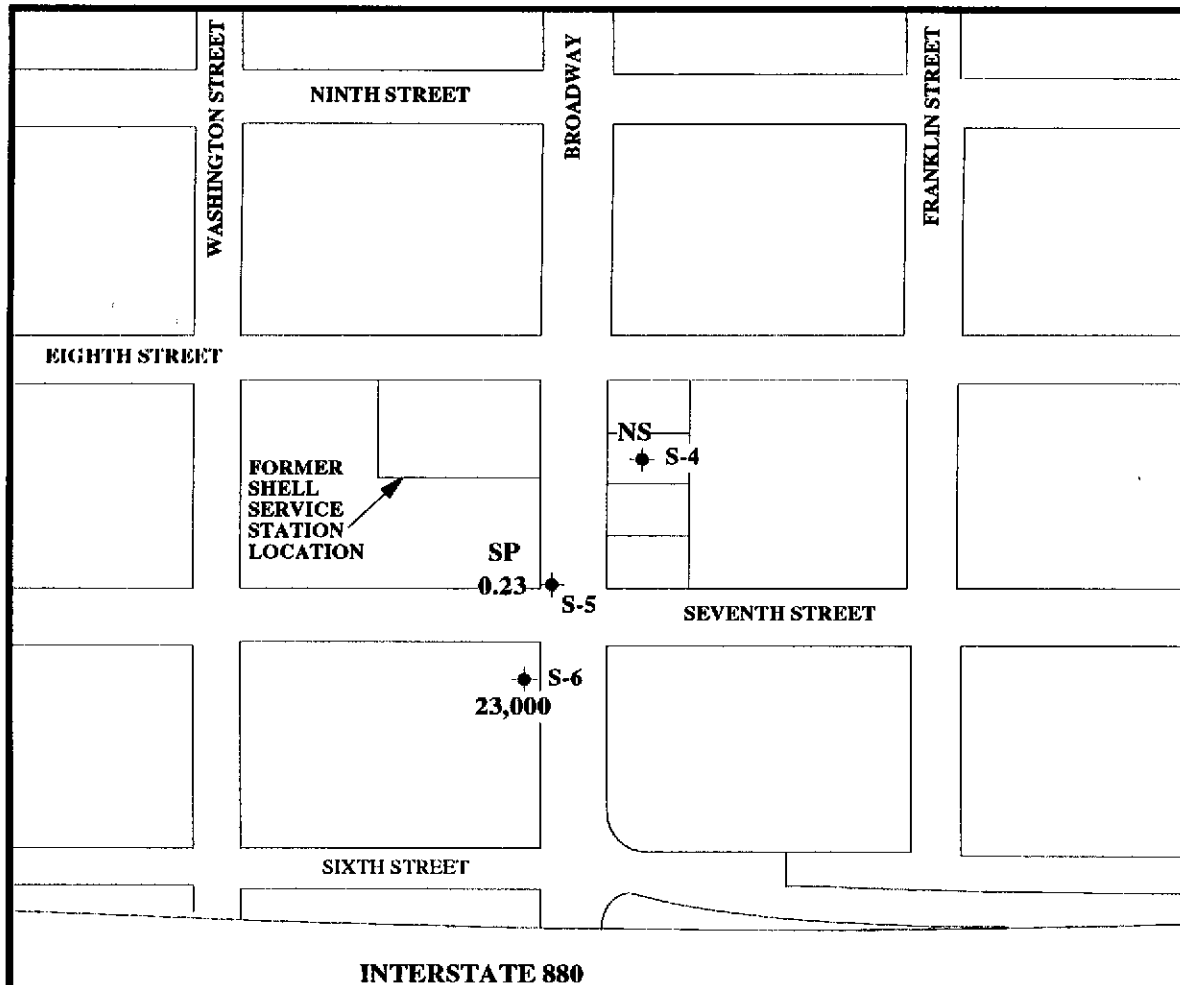 WASHINGTON STREET
NINTH STREET
BROADWAY
FRANKLIN STREET
EIGHTH STREET
NS
S-4
FORMER
SHELL
SERVICE
STATION
LOCATION
SP
0.23
S-5
SEVENTH STREET
S-6
23,000
SIXTH STREET
INTERSTATE 880